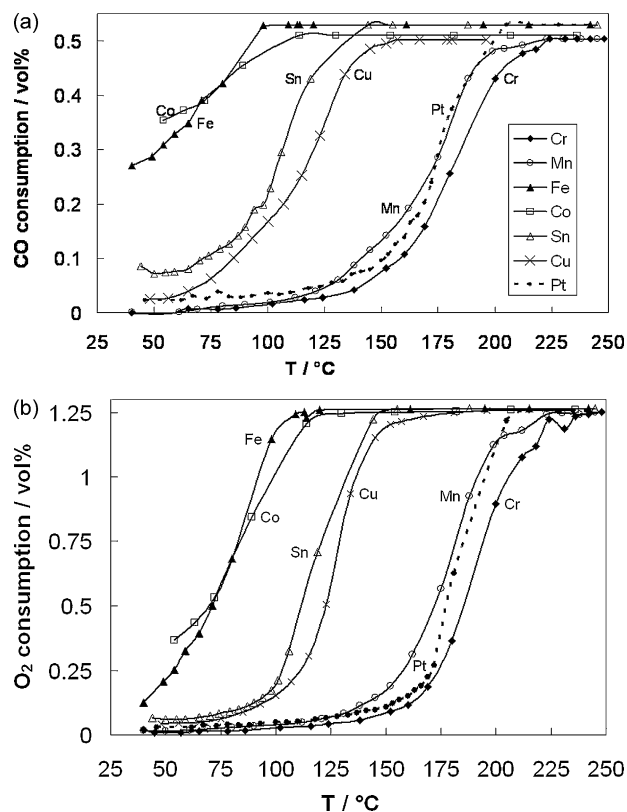 (a)
0.5
0.4
0.3
0.2
0.1
0
CO consumption / vol%
Co
Fe
Sn
Cu
Pt
Mn
Cr
Cr
Mn
Fe
Co
Sn
Cu
Pt
25 50 75 100 125 150 175 200 225 250
T / °C
(b)
1.25
1
0.75
0.5
0.25
0
O₂ consumption / vol%
Fe
Co
Sn
Cu
Mn
Pt
Cr
25 50 75 100 125 150 175 200 225 250
T / °C